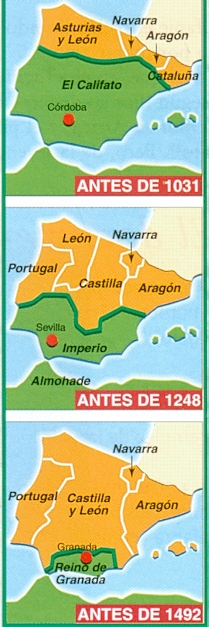 Asturias
y León
Navarra
Aragón
Cataluña
El Califato
Córdoba
ANTES DE 1031
León
Navarra
Portugal
Castilla
Aragón
Sevilla
Imperio
Almohade
ANTES DE 1248
Navarra
Portugal
Castilla
y León
Aragón
Granada
Reino de
Granada
ANTES DE 1492